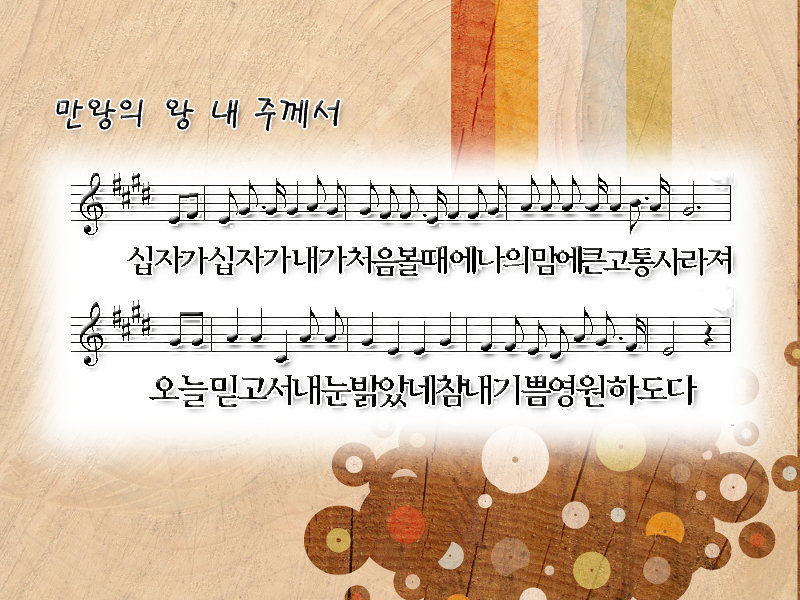 만왕의 왕 내 주께서
십자가십자가내가처음볼때에나의맘에큰고통사라져
오늘믿고서내눈밝았네참내기쁨영원하도다